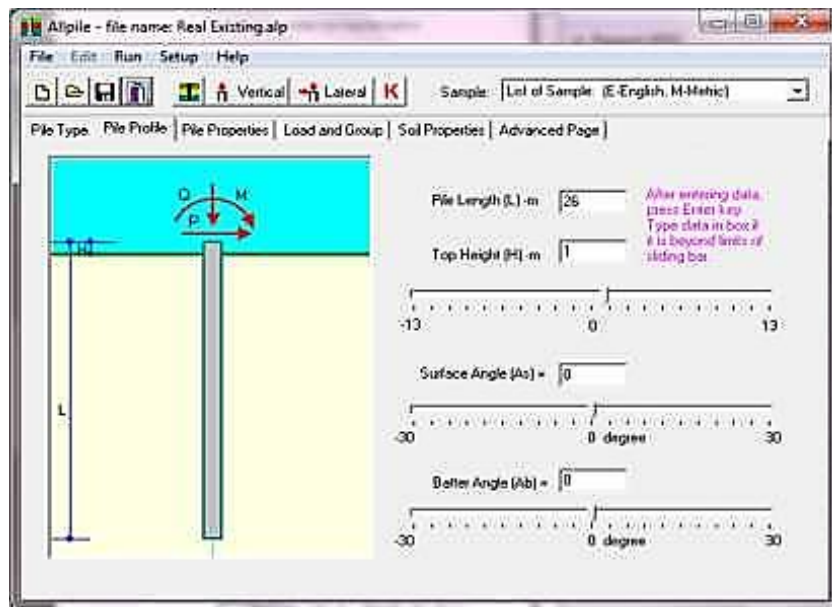 Allpile - file name: Real Existing.alp
File Edit Run Setup Help
Vertical Lateral K Sample: List of Sample (E-English, M-Metric)
Pile Type Pile Profile Pile Properties Load and Group Soil Properties Advanced Page
Q M
P
H
L
Pile Length (L) -m 26
After entering data,
press Enter key
Type data in box if
it is beyond limits of
sliding bar
Top Height (H) -m 1
-13 0 13
Surface Angle (As) = 0
-30 0 degree 30
Batter Angle (Ab) = 0
-30 0 degree 30